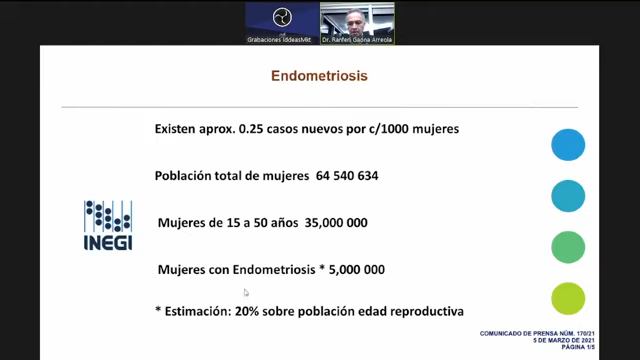 Grabaciones IddeasMkt
Dr. Ranferi Gaona Arreola
Endometriosis
Existen aprox. 0.25 casos nuevos por c/1000 mujeres
Población total de mujeres 64 540 634
Mujeres de 15 a 50 años 35,000 000
INEGI
Mujeres con Endometriosis * 5,000 000
* Estimación: 20% sobre población edad reproductiva
COMUNICADO DE PRENSA NÚM. 170/21
5 DE MARZO DE 2021
PÁGINA 1/5